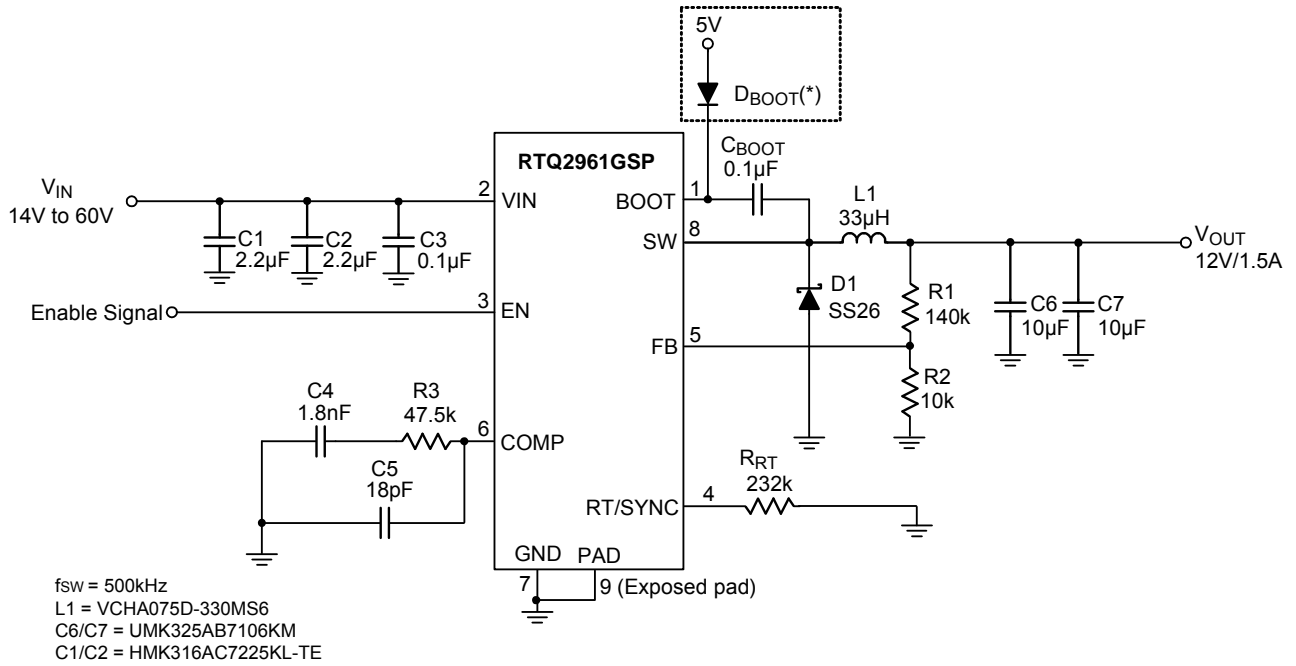 5V
DBOOT(*)
RTQ2961GSP
CBOOT
0.1µF
VIN
14V to 60V
2
VIN
1
BOOT
L1
33µH
C1
2.2µF
C2
2.2µF
C3
0.1µF
8
SW
VOUT
12V/1.5A
Enable Signal
3
EN
D1
SS26
R1
140k
C6
10µF
C7
10µF
5
FB
R2
10k
C4
1.8nF
R3
47.5k
6
COMP
C5
18pF
RRT
232k
4
RT/SYNC
GND
PAD
7
9 (Exposed pad)
fSW = 500kHz
L1 = VCHA075D-330MS6
C6/C7 = UMK325AB7106KM
C1/C2 = HMK316AC7225KL-TE